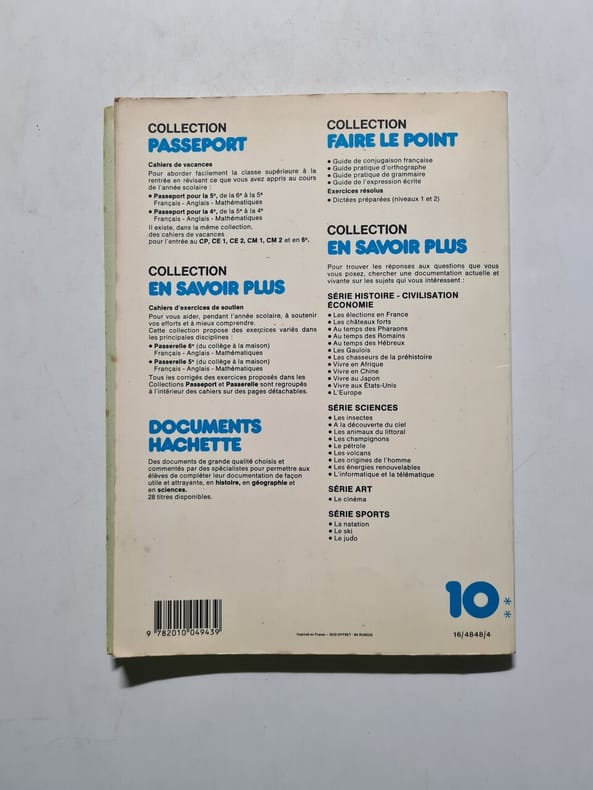 COLLECTION
PASSEPORT
Cahiers de vacances
Pour aborder facilement la classe supérieure à la
rentrée en révisant ce que vous avez appris au cours
de l'année scolaire :
● Passeport pour la 5e, de la 6e à la 5e
Français - Anglais - Mathématiques
● Passeport pour la 4e, de la 5e à la 4e
Français - Anglais - Mathématiques
Il existe, dans la même collection,
des cahiers de vacances
pour l'entrée au CP, CE 1, CE 2, CM 1, CM 2 et en 6e.
COLLECTION
EN SAVOIR PLUS
Cahiers d'exercices de soutien
Pour vous aider, pendant l'année scolaire, à soutenir
vos efforts et à mieux comprendre.
Cette collection propose des exercices variés dans
les principales disciplines :
● Passerelle 6e (du collège à la maison)
Français - Anglais - Mathématiques
● Passerelle 5e (du collège à la maison)
Français - Anglais - Mathématiques
Tous les corrigés des exercices proposés dans les
Collections Passeport et Passerelle sont regroupés
à l'intérieur des cahiers sur des pages détachables.
DOCUMENTS
HACHETTE
Des documents de grande qualité choisis et
commentés par des spécialistes pour permettre aux
élèves de compléter leur documentation de façon
utile et attrayante, en histoire, en géographie et
en sciences.
28 titres disponibles.
COLLECTION
FAIRE LE POINT
● Guide de conjugaison française
● Guide pratique d'orthographe
● Guide pratique de grammaire
● Guide de l'expression écrite
Exercices résolus
● Dictées préparées (niveaux 1 et 2)
COLLECTION
EN SAVOIR PLUS
Pour trouver les réponses aux questions que vous
vous posez, chercher une documentation actuelle et
vivante sur les sujets qui vous intéressent :
SÉRIE HISTOIRE - CIVILISATION
ÉCONOMIE
● Les élections en France
● Les châteaux forts
● Au temps des Pharaons
● Au temps des Romains
● Au temps des Hébreux
● Les Gaulois
● Les chasseurs de la préhistoire
● Vivre en Afrique
● Vivre en Chine
● Vivre au Japon
● Vivre aux États-Unis
● L'Europe
SÉRIE SCIENCES
● Les insectes
● A la découverte du ciel
● Les animaux du littoral
● Les champignons
● Le pétrole
● Les volcans
● Les origines de l'homme
● Les énergies renouvelables
● L'informatique et la télématique
SÉRIE ART
● Le cinéma
SÉRIE SPORTS
● La natation
● Le ski
● Le judo
10**
9 782010 049439
Imprimé en France - 94 RUNGIS
16/4848/4